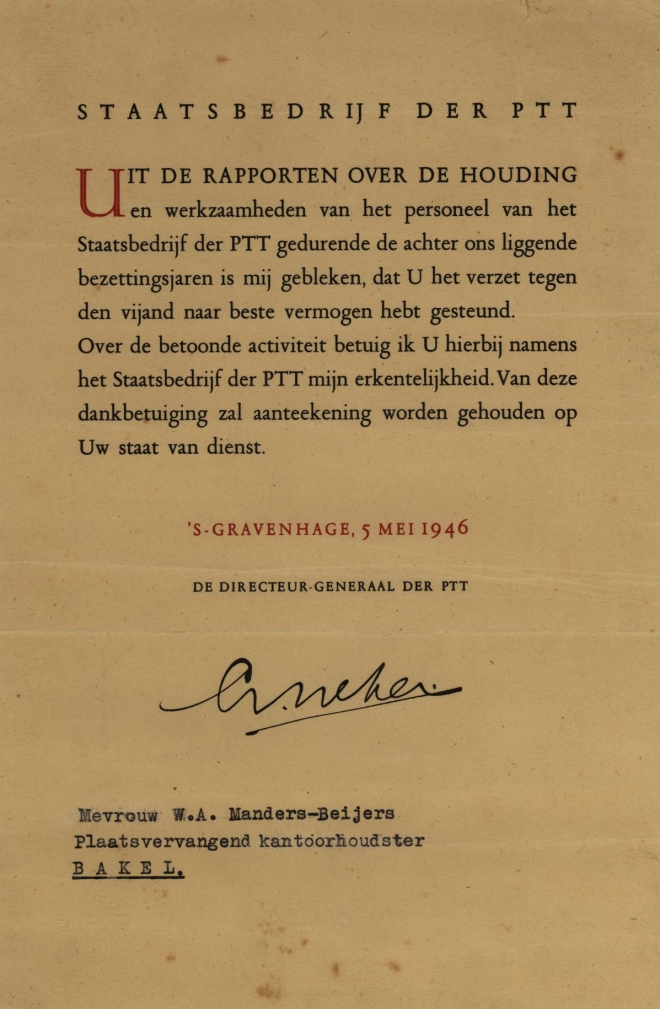 STAATSBEDRIJF DER PTT
UIT DE RAPPORTEN OVER DE HOUDING
en werkzaamheden van het personeel van het
Staatsbedrijf der PTT gedurende de achter ons liggende
bezettingsjaren is mij gebleken, dat U het verzet tegen
den vijand naar beste vermogen hebt gesteund.
Over de betoonde activiteit betuig ik U hierbij namens
het Staatsbedrijf der PTT mijn erkentelijkheid. Van deze
dankbetuiging zal aanteekening worden gehouden op
Uw staat van dienst.
'S-GRAVENHAGE, 5 MEI 1946
DE DIRECTEUR-GENERAAL DER PTT
Mevrouw W.A. Manders-Beijers
Plaatsvervangend kantoorhoudster
BAKEL.